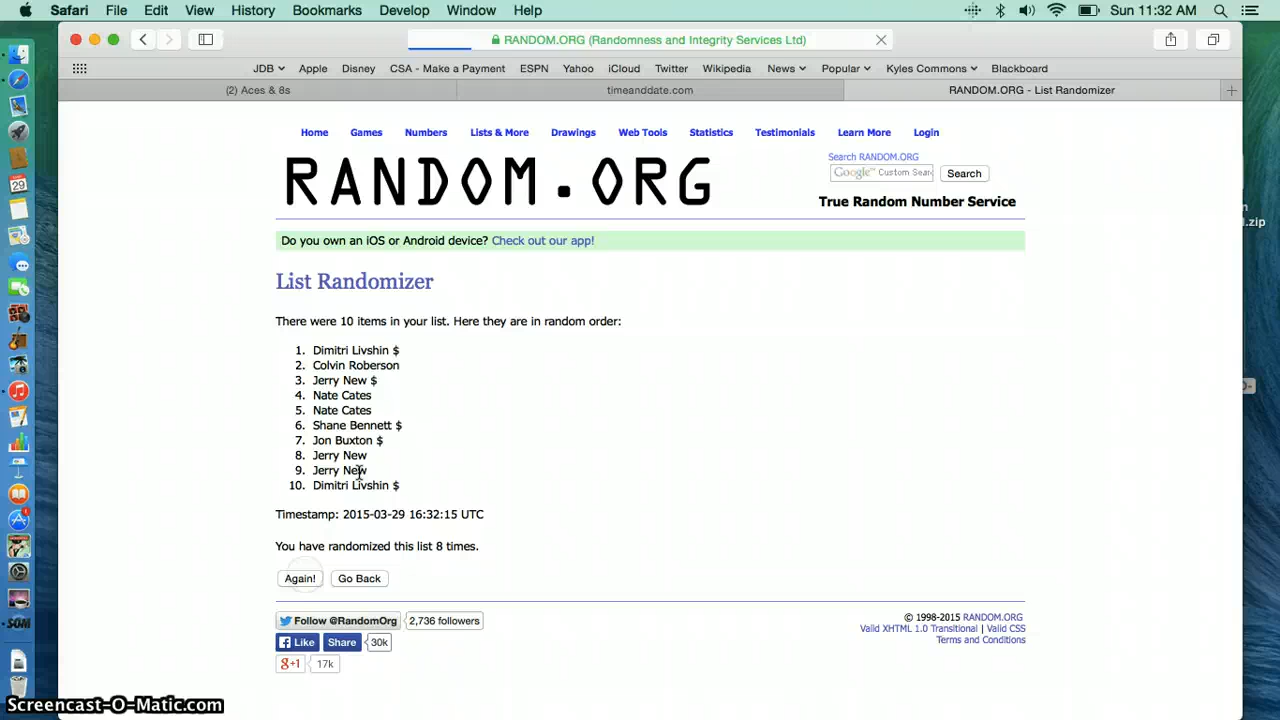 Safari File Edit View History Bookmarks Develop Window Help Sun 11:32 AM
RANDOM.ORG (Randomness and Integrity Services Ltd)
JDB Apple Disney CSA - Make a Payment ESPN Yahoo iCloud Twitter Wikipedia News Popular Kyles Commons Blackboard
(2) Aces & 8s timeanddate.com RANDOM.ORG - List Randomizer
Home Games Numbers Lists & More Drawings Web Tools Statistics Testimonials Learn More Login
Search RANDOM.ORG
Google™ Custom Sear Search
RANDOM.ORG
True Random Number Service
.zip
Do you own an iOS or Android device? Check out our app!
List Randomizer
There were 10 items in your list. Here they are in random order:
1. Dimitri Livshin $
2. Colvin Roberson
3. Jerry New $
4. Nate Cates
5. Nate Cates
6. Shane Bennett $
7. Jon Buxton $
8. Jerry New
9. Jerry New
10. Dimitri Livshin $
Timestamp: 2015-03-29 16:32:15 UTC
You have randomized this list 8 times.
Again! Go Back
Follow @RandomOrg 2,736 followers
Like Share 30k
g+1 17k
© 1998-2015 RANDOM.ORG
Valid XHTML 1.0 Transitional | Valid CSS
Terms and Conditions
Screencast-O-Matic.com